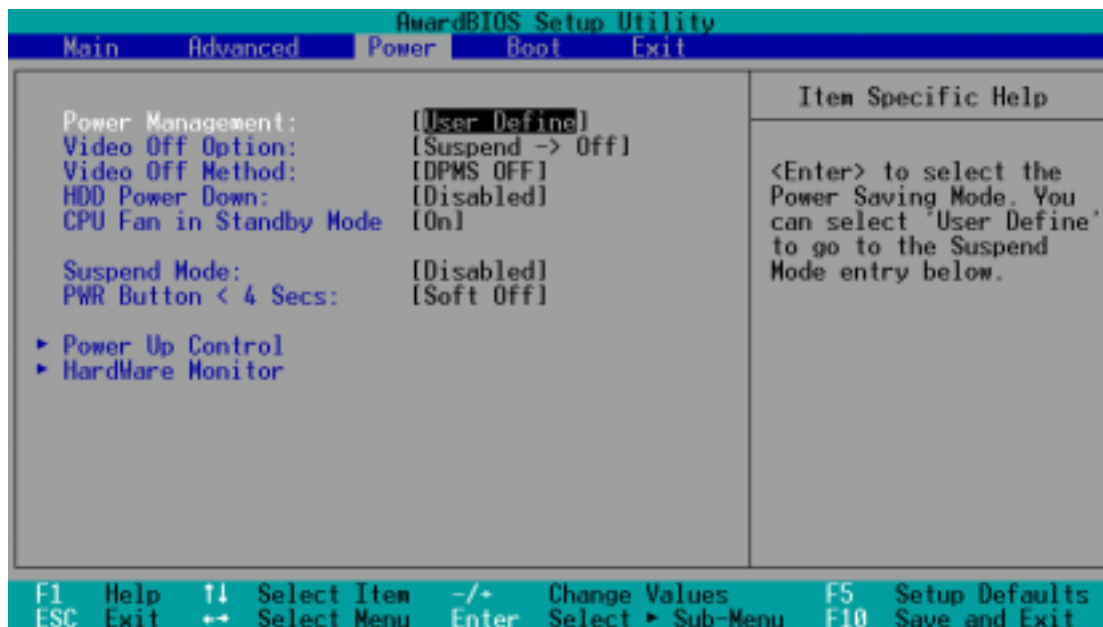 AwardBIOS Setup Utility
Main Advanced Power Boot Exit
Power Management: [User Define]
Video Off Option: [Suspend -> Off]
Video Off Method: [DPMS OFF]
HDD Power Down: [Disabled]
CPU Fan in Standby Mode [On]
Suspend Mode: [Disabled]
PWR Button < 4 Secs: [Soft Off]
► Power Up Control
► HardWare Monitor
Item Specific Help
<Enter> to select the
Power Saving Mode. You
can select 'User Define'
to go to the Suspend
Mode entry below.
F1 Help ↑↓ Select Item -/+ Change Values F5 Setup Defaults
ESC Exit ←→ Select Menu Enter Select ► Sub-Menu F10 Save and Exit